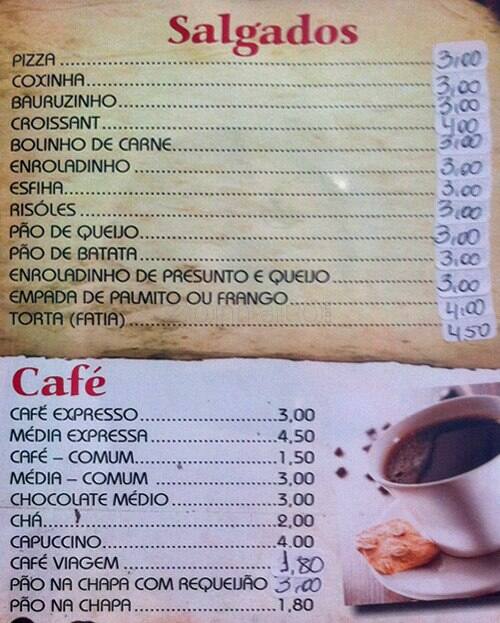 Salgados
PIZZA 3,00
COXINHA 3,00
BAURUZINHO 3,00
CROISSANT 4,00
BOLINHO DE CARNE 3,00
ENROLADINHO 3,00
ESFIHA 3,00
RISÓLES 3,00
PÃO DE QUEIJO 3,00
PÃO DE BATATA 3,00
ENROLADINHO DE PRESUNTO E QUEIJO 3,00
EMPADA DE PALMITO OU FRANGO 4,00
TORTA (FATIA) 4,50
Café
CAFÉ EXPRESSO 3,00
MÉDIA EXPRESSA 4,50
CAFÉ – COMUM 1,50
MÉDIA – COMUM 3,00
CHOCOLATE MÉDIO 3,00
CHÁ 2,00
CAPUCCINO 4,00
CAFÉ VIAGEM 1,80
PÃO NA CHAPA COM REQUEIJÃO 3,00
PÃO NA CHAPA 1,80